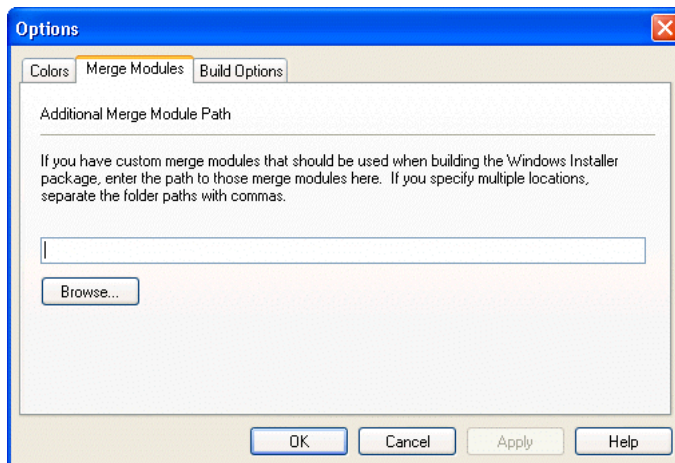 Options
Colors Merge Modules Build Options
Additional Merge Module Path
If you have custom merge modules that should be used when building the Windows Installer
package, enter the path to those merge modules here.  If you specify multiple locations,
separate the folder paths with commas.
Browse...
OK Cancel Apply Help